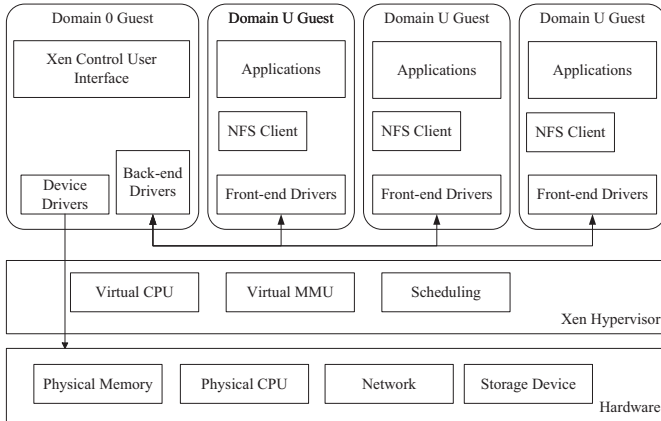 Domain 0 Guest
Xen Control User
Interface
Back-end
Drivers
Device
Drivers
Domain U Guest
Applications
NFS Client
Front-end Drivers
Domain U Guest
Applications
NFS Client
Front-end Drivers
Domain U Guest
Applications
NFS Client
Front-end Drivers
Virtual CPU
Virtual MMU
Scheduling
Xen Hypervisor
Physical Memory
Physical CPU
Network
Storage Device
Hardware